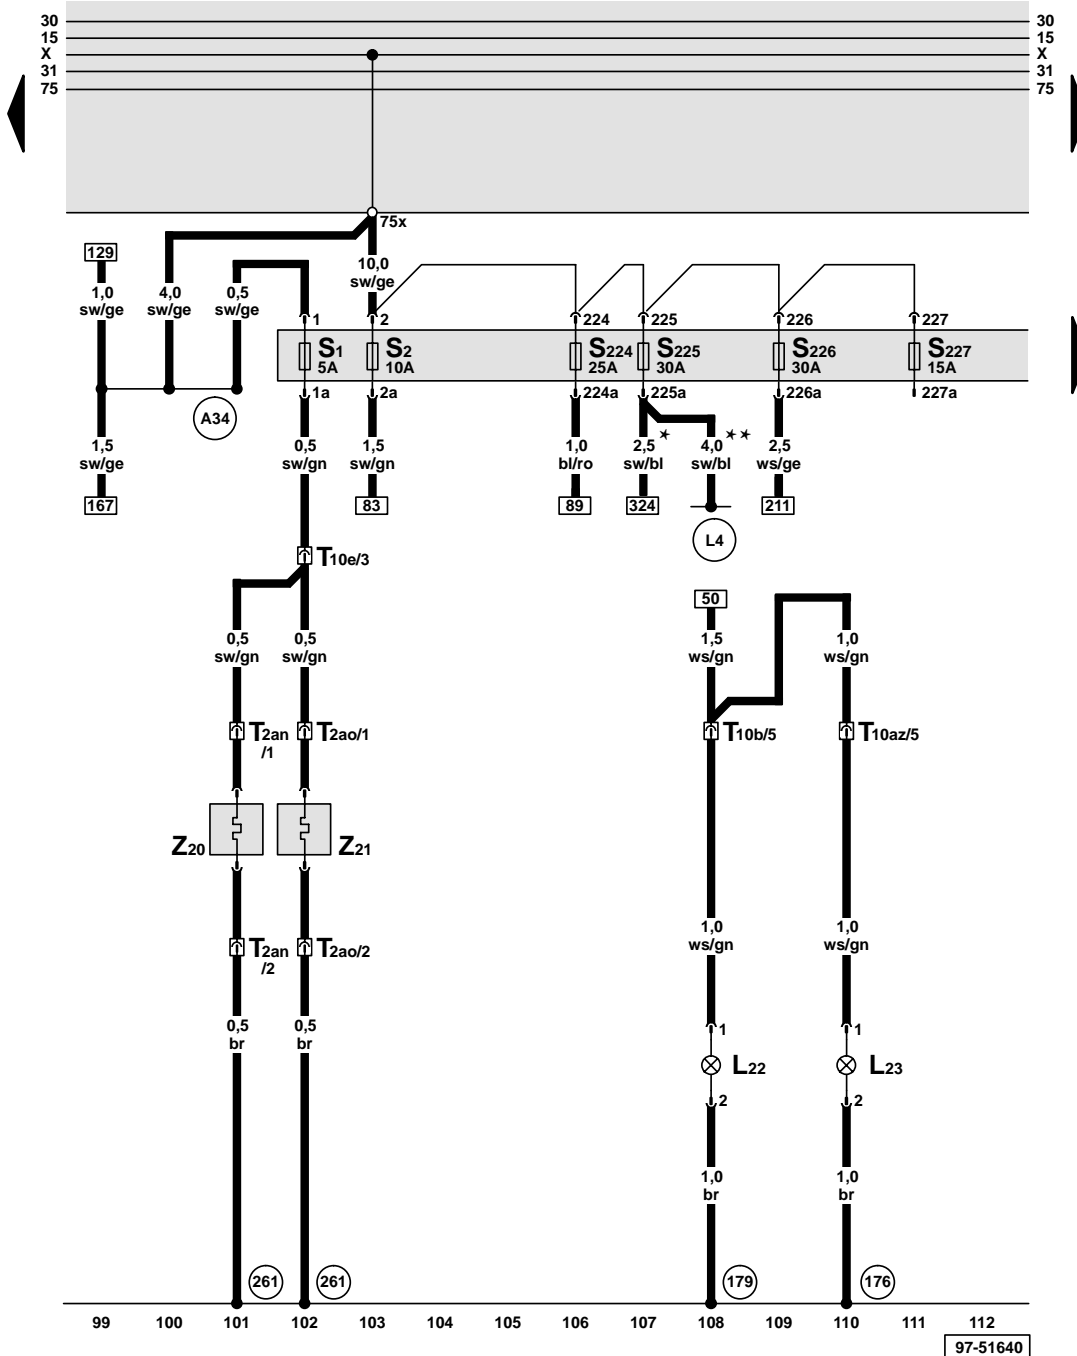 30 30
15 15
X X
31 31
75 75
75x
129
10,0
sw/ge
1,0 4,0 0,5
sw/ge sw/ge sw/ge
1 2 224 225 226 227
S1 S2 S224 S225 S226 S227
5A 10A 25A 30A 30A 15A
1a 2a 224a 225a 226a 227a
A34
★ ★★
1,5 0,5 1,5 1,0 2,5 4,0 2,5
sw/ge sw/gn sw/gn bl/ro sw/bl sw/bl ws/ge
167 83 89 324 211
L4
T10e/3
50
0,5 0,5 1,5 1,0
sw/gn sw/gn ws/gn ws/gn
T2an T2ao/1 T10b/5 T10az/5
/1
Z20 Z21
1,0 1,0
ws/gn ws/gn
T2an T2ao/2
/2
0,5 0,5
br br
1 1
L22 L23
2 2
1,0 1,0
br br
261 261 179 176
99 100 101 102 103 104 105 106 107 108 109 110 111 112
97-51640